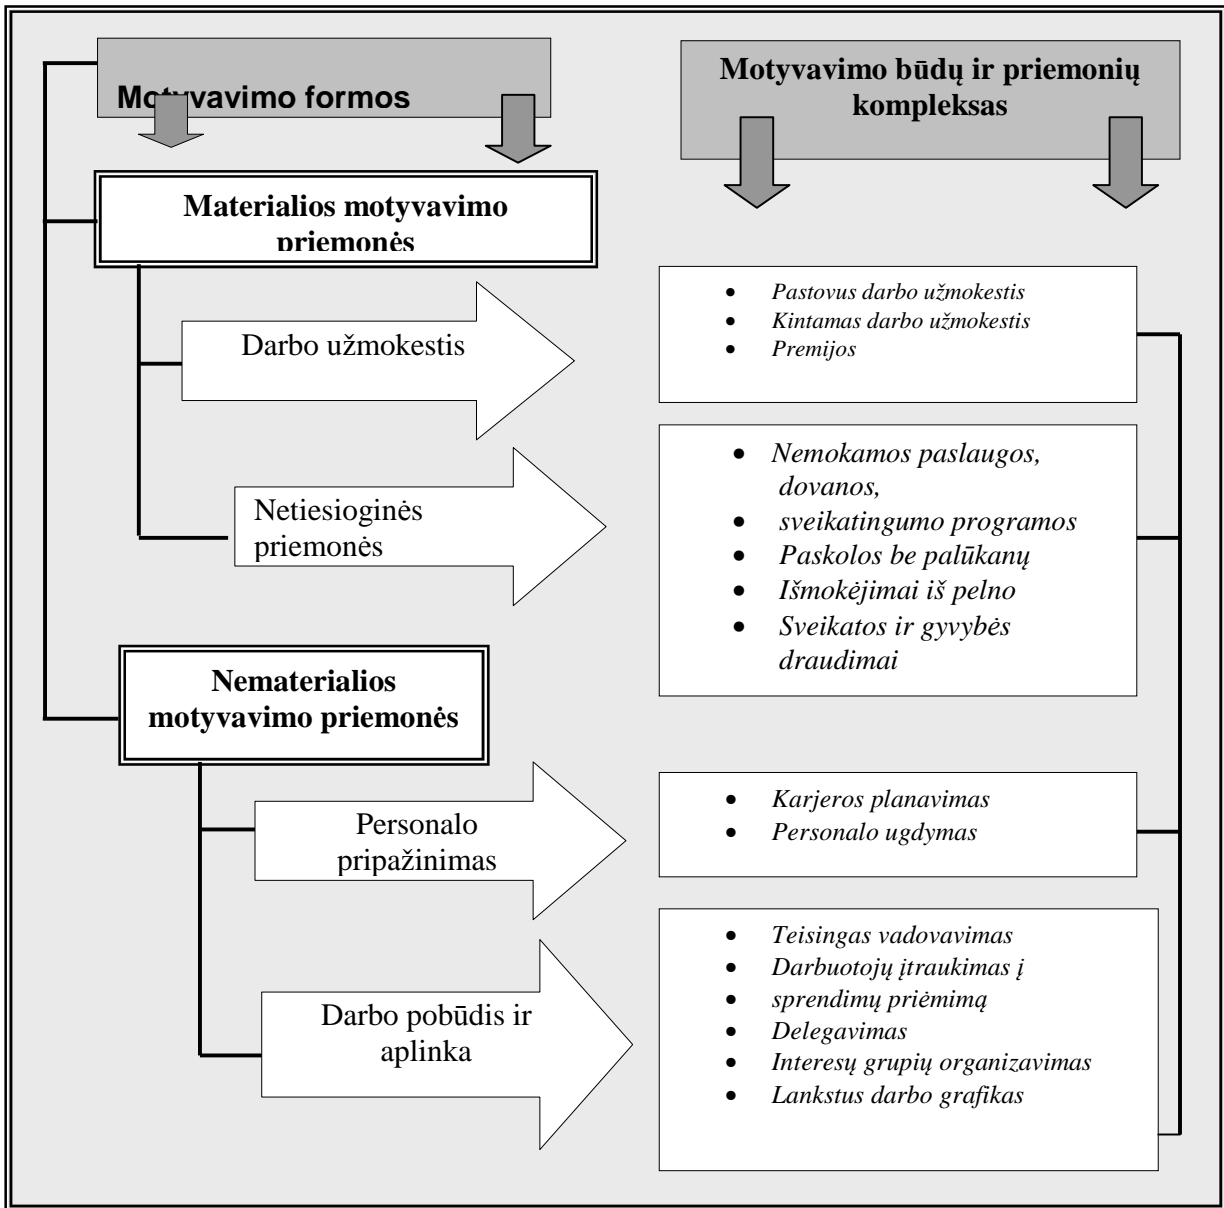 Motyvavimo formos
Motyvavimo būdų ir priemonių
kompleksas
Materialios motyvavimo
priemonės
Darbo užmokestis
• Pastovus darbo užmokestis
• Kintamas darbo užmokestis
• Premijos
Netiesioginės
priemonės
• Nemokamos paslaugos,
dovanos,
• sveikatingumo programos
• Paskolos be palūkanų
• Išmokėjimai iš pelno
• Sveikatos ir gyvybės
draudimai
Nematerialios
motyvavimo priemonės
Personalo
pripažinimas
• Karjeros planavimas
• Personalo ugdymas
Darbo pobūdis ir
aplinka
• Teisingas vadovavimas
• Darbuotojų įtraukimas į
• sprendimų priėmimą
• Delegavimas
• Interesų grupių organizavimas
• Lankstus darbo grafikas